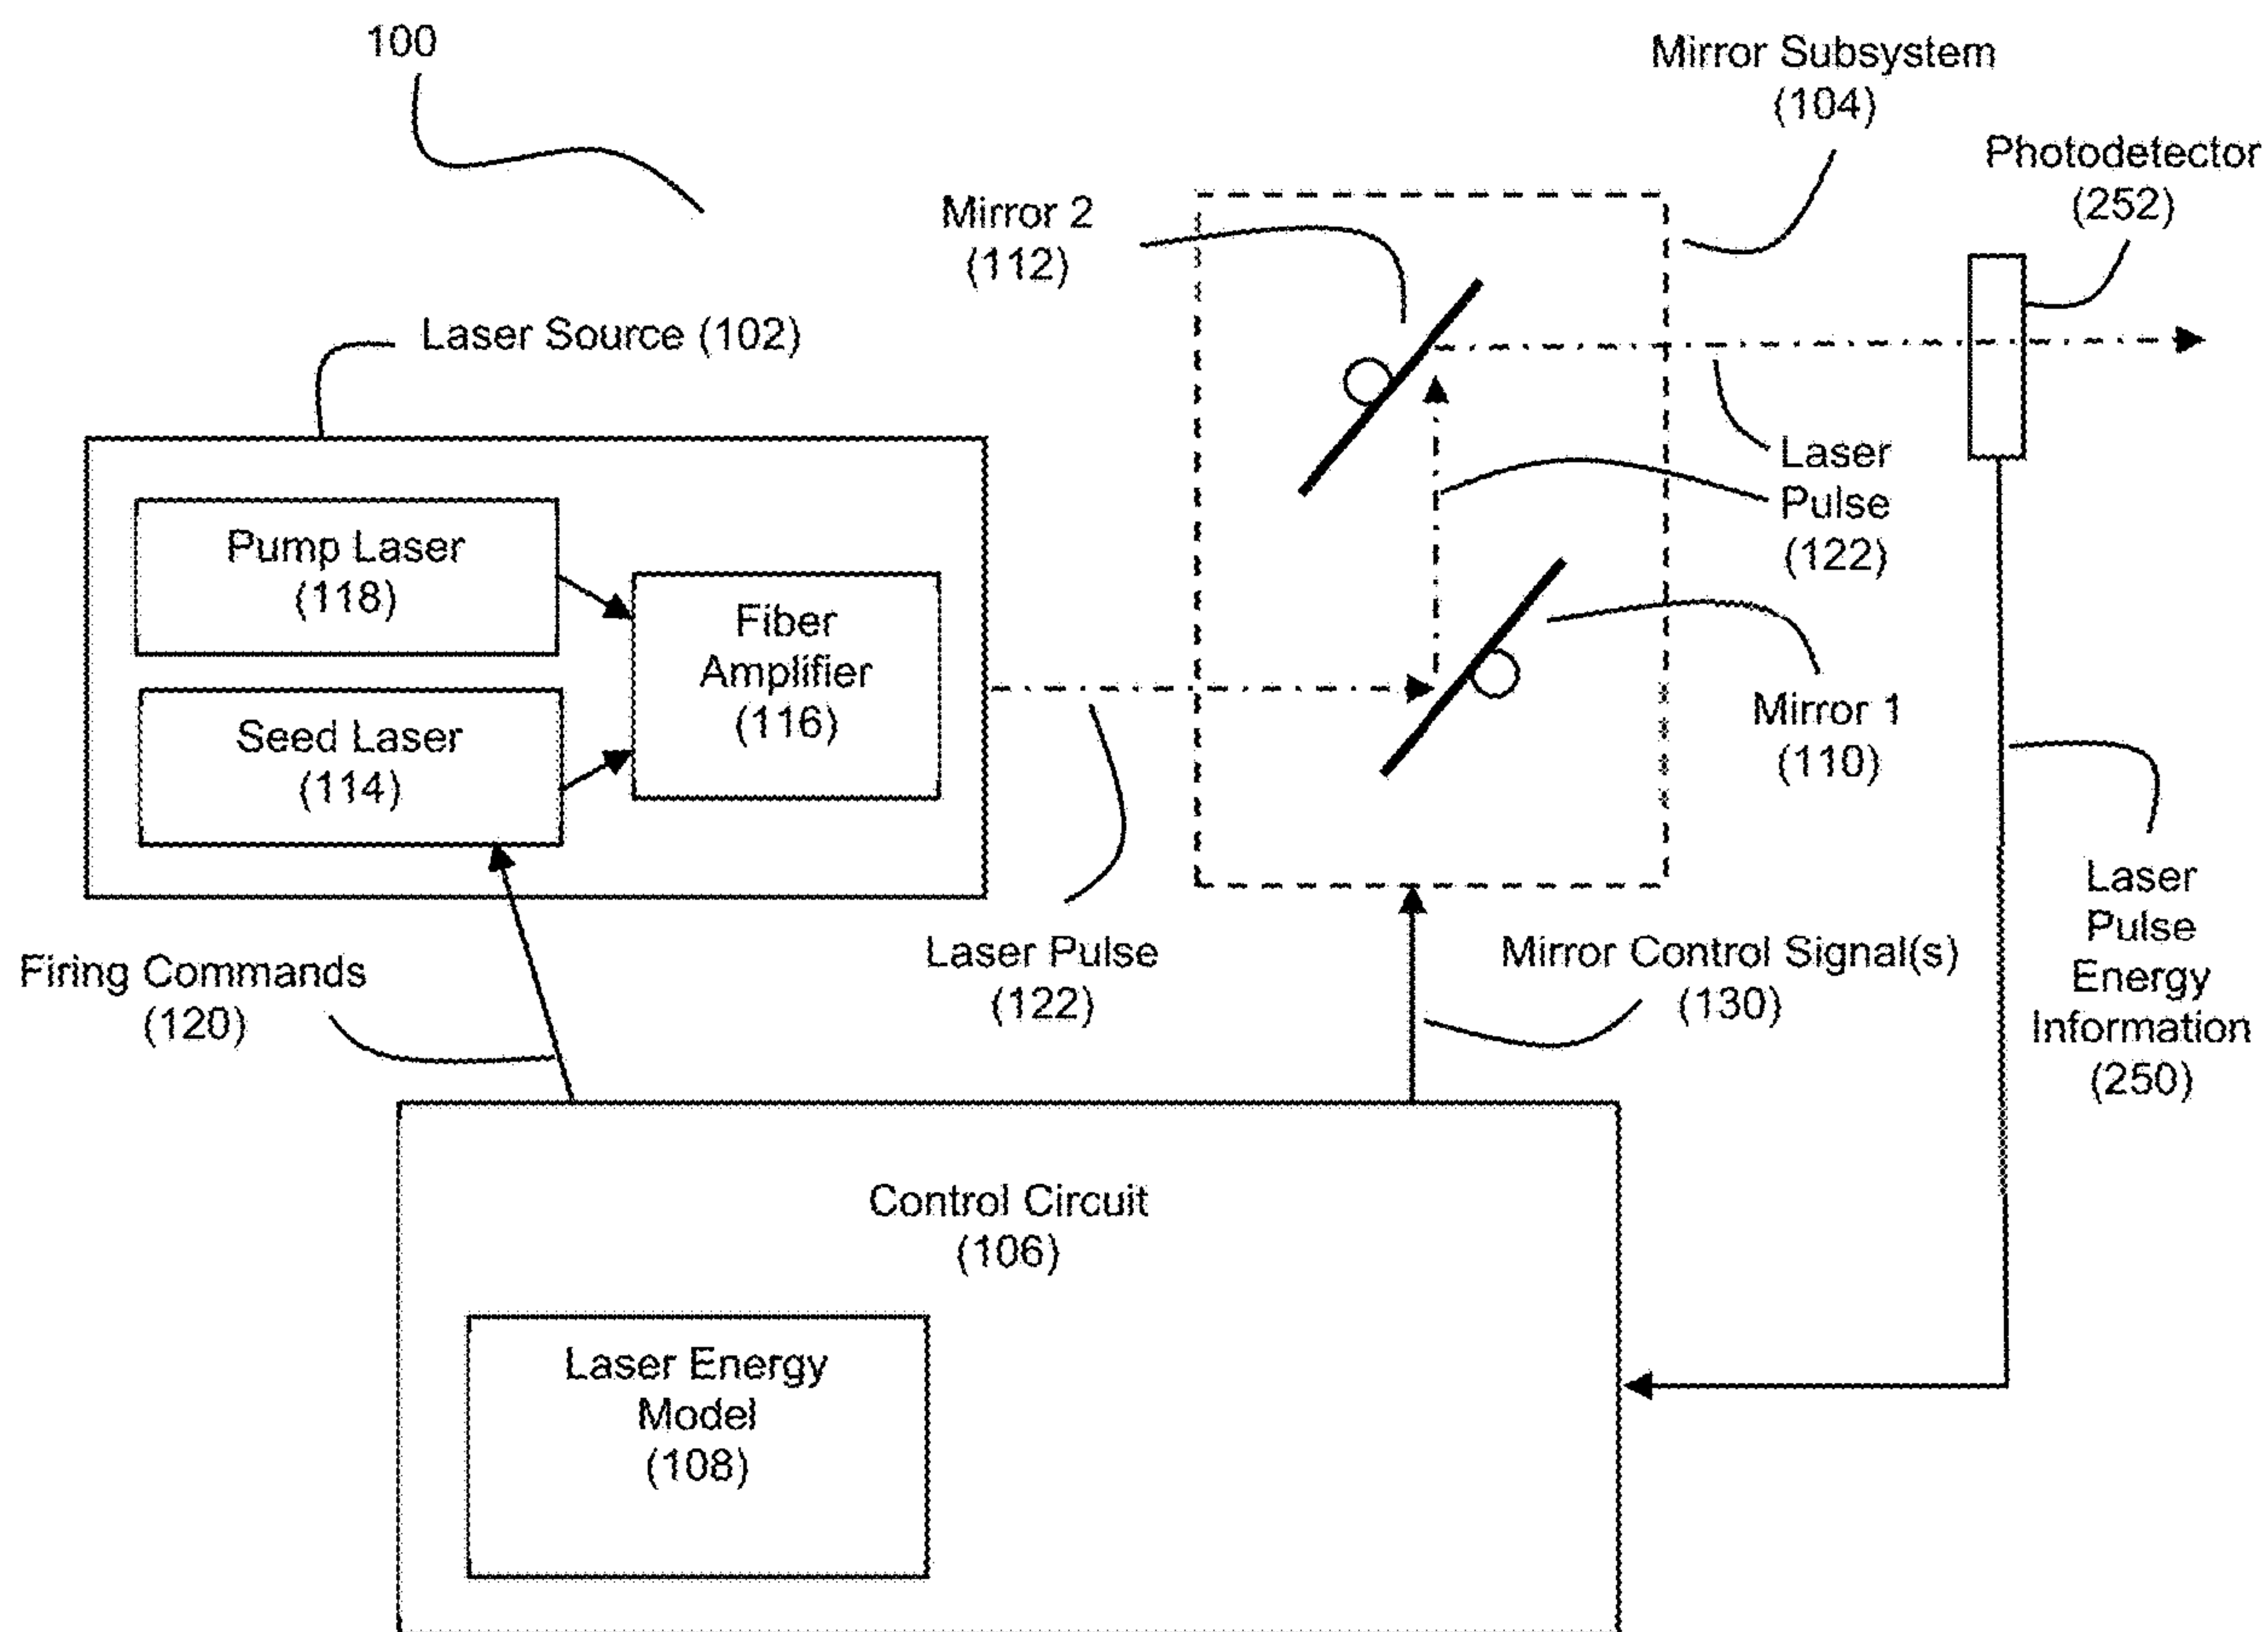 100
Mirror Subsystem
(104)
Photodetector
(252)
Mirror 2
(112)
Laser Source (102)
Laser
Pulse
(122)
Pump Laser
(118)
Fiber
Amplifier
(116)
Seed Laser
(114)
Mirror 1
(110)
Laser
Pulse
Energy
Information
(250)
Firing Commands
(120)
Laser Pulse
(122)
Mirror Control Signal(s)
(130)
Control Circuit
(106)
Laser Energy
Model
(108)